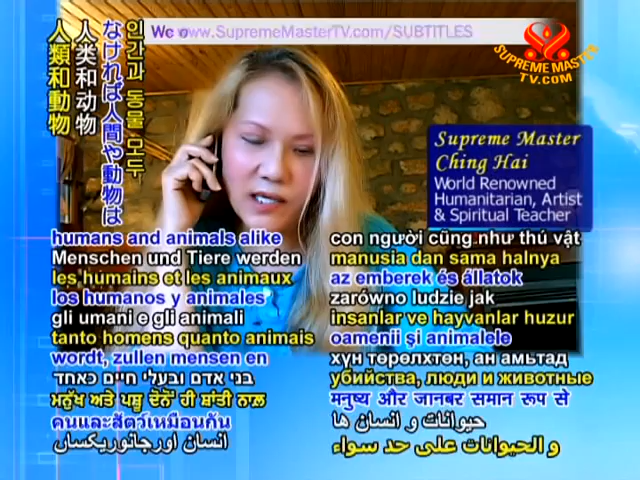 We www.SupremeMasterTV.com/SUBTITLES
SUPREME MASTER
TV.COM
人類和動物
人类和动物
なければ人間や動物は
인간과 동물 모두
Supreme Master
Ching Hai
World Renowned
Humanitarian, Artist
& Spiritual Teacher
humans and animals alike
Menschen und Tiere werden
les humains et les animaux
los humanos y animales
gli umani e gli animali
tanto homens quanto animais
wordt, zullen mensen en
בני אדם ובעלי חיים כאחד
ਮਨੁੱਖ ਅਤੇ ਪਸ਼ੂ ਦੋਨੋਂ ਹੀ ਸ਼ਾਂਤੀ ਨਾਲ
คนและสัตว์เหมือนกัน
انسان اورجانوریکساں
con người cũng như thú vật
manusia dan sama halnya
az emberek és állatok
zarówno ludzie jak
insanlar ve hayvanlar huzur
oamenii şi animalele
хүн төрөлхтөн, ан амьтад
убийства, люди и животные
मनुष्य और जानबर समान रूप से
حیوانات و انسان ها
و الحيوانات على حد سواء